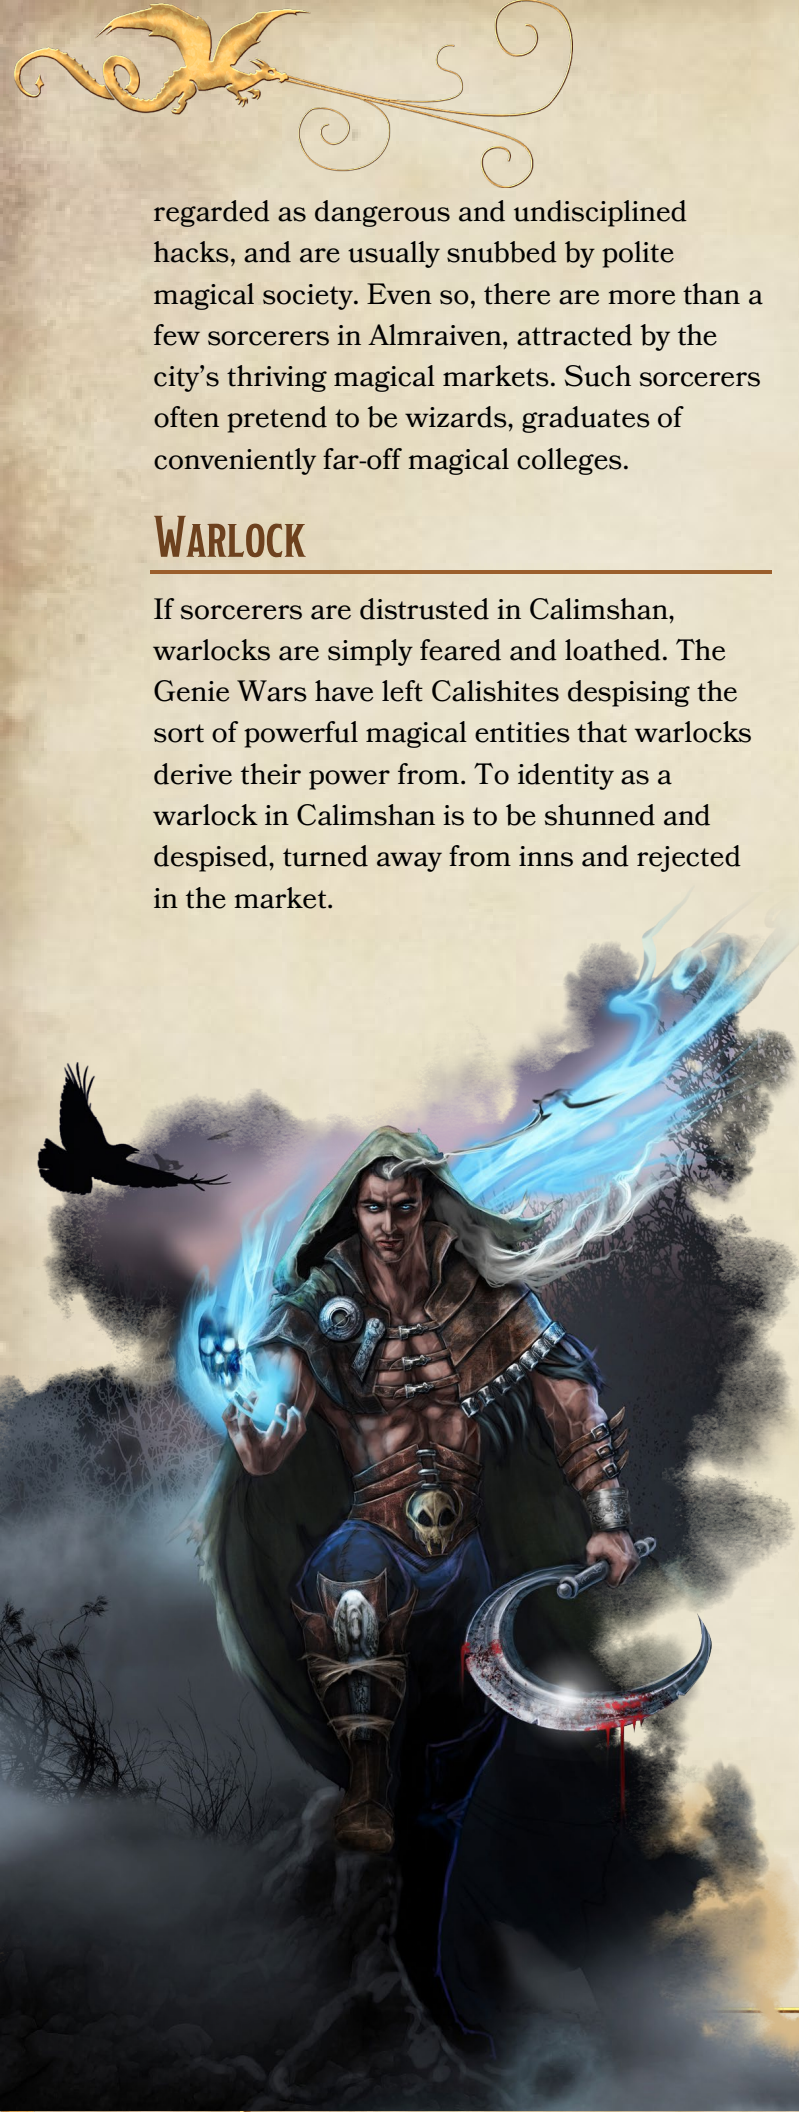 regarded as dangerous and undisciplined
hacks, and are usually snubbed by polite
magical society. Even so, there are more than a
few sorcerers in Almraiven, attracted by the
city’s thriving magical markets. Such sorcerers
often pretend to be wizards, graduates of
conveniently far-off magical colleges.
Warlock
If sorcerers are distrusted in Calimshan,
warlocks are simply feared and loathed. The
Genie Wars have left Calishites despising the
sort of powerful magical entities that warlocks
derive their power from. To identity as a
warlock in Calimshan is to be shunned and
despised, turned away from inns and rejected
in the market.